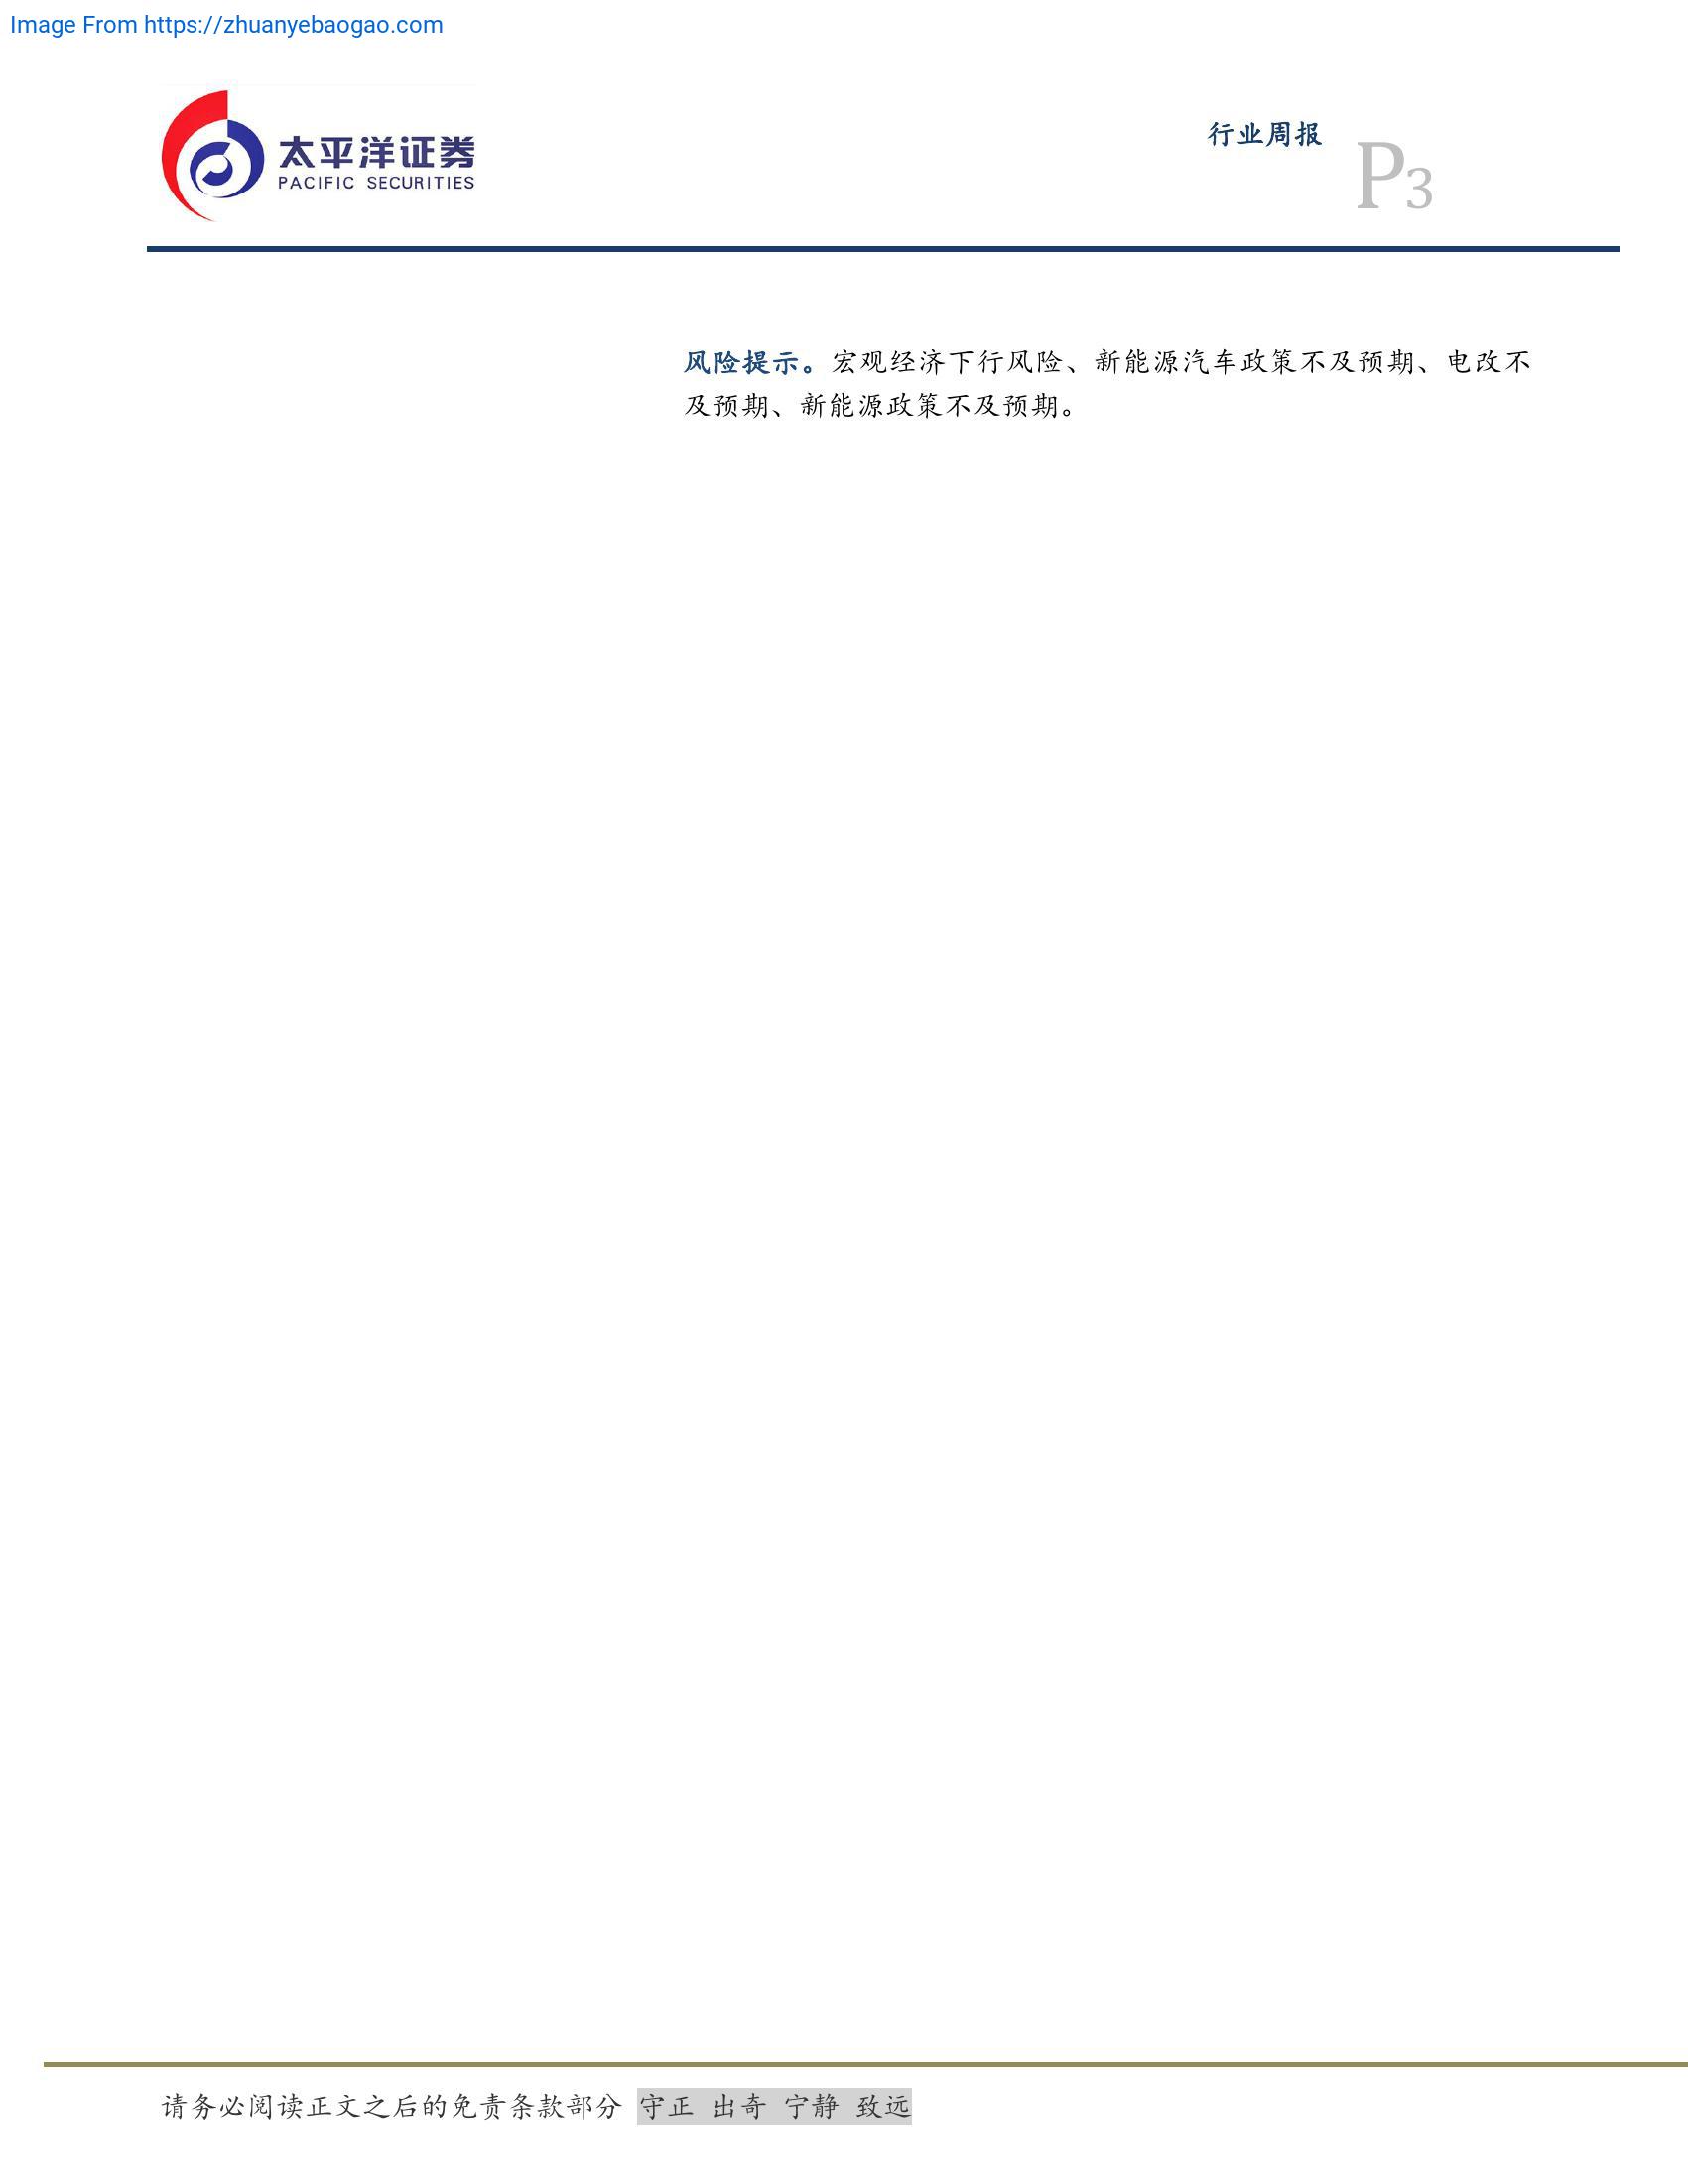 Image From https://zhuanyebaogao.com
太平洋证券
PACIFIC SECURITIES
行业周报
P3
风险提示。宏观经济下行风险、新能源汽车政策不及预期、电改不
及预期、新能源政策不及预期。
请务必阅读正文之后的免责条款部分 守正 出奇 宁静 致远